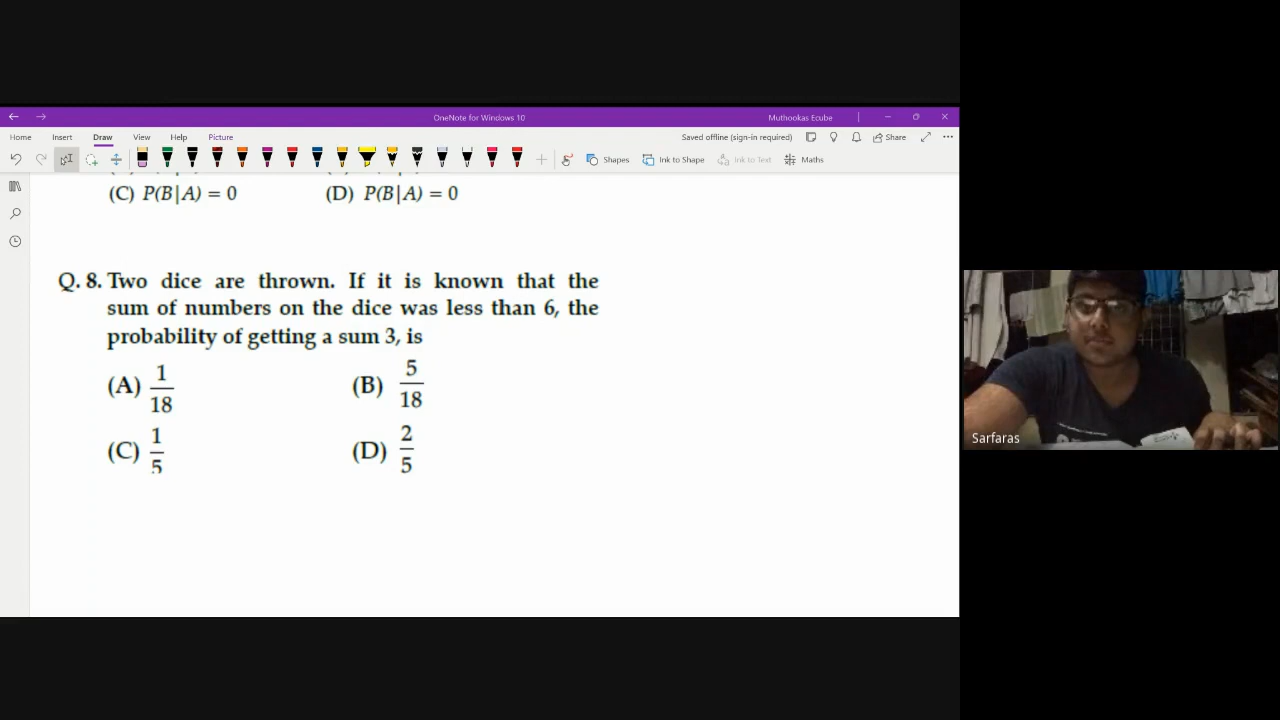 OneNote for Windows 10
Muthookas Ecube
Home Insert Draw View Help Picture
Saved offline (sign-in required)
Share
Shapes
Ink to Shape
Ink to Text
Maths
(C) P(B|A) = 0 (D) P(B|A) = 0
Q. 8. Two dice are thrown. If it is known that the
sum of numbers on the dice was less than 6, the
probability of getting a sum 3, is
(A) 1/18 (B) 5/18
(C) 1/5 (D) 2/5
Sarfaras